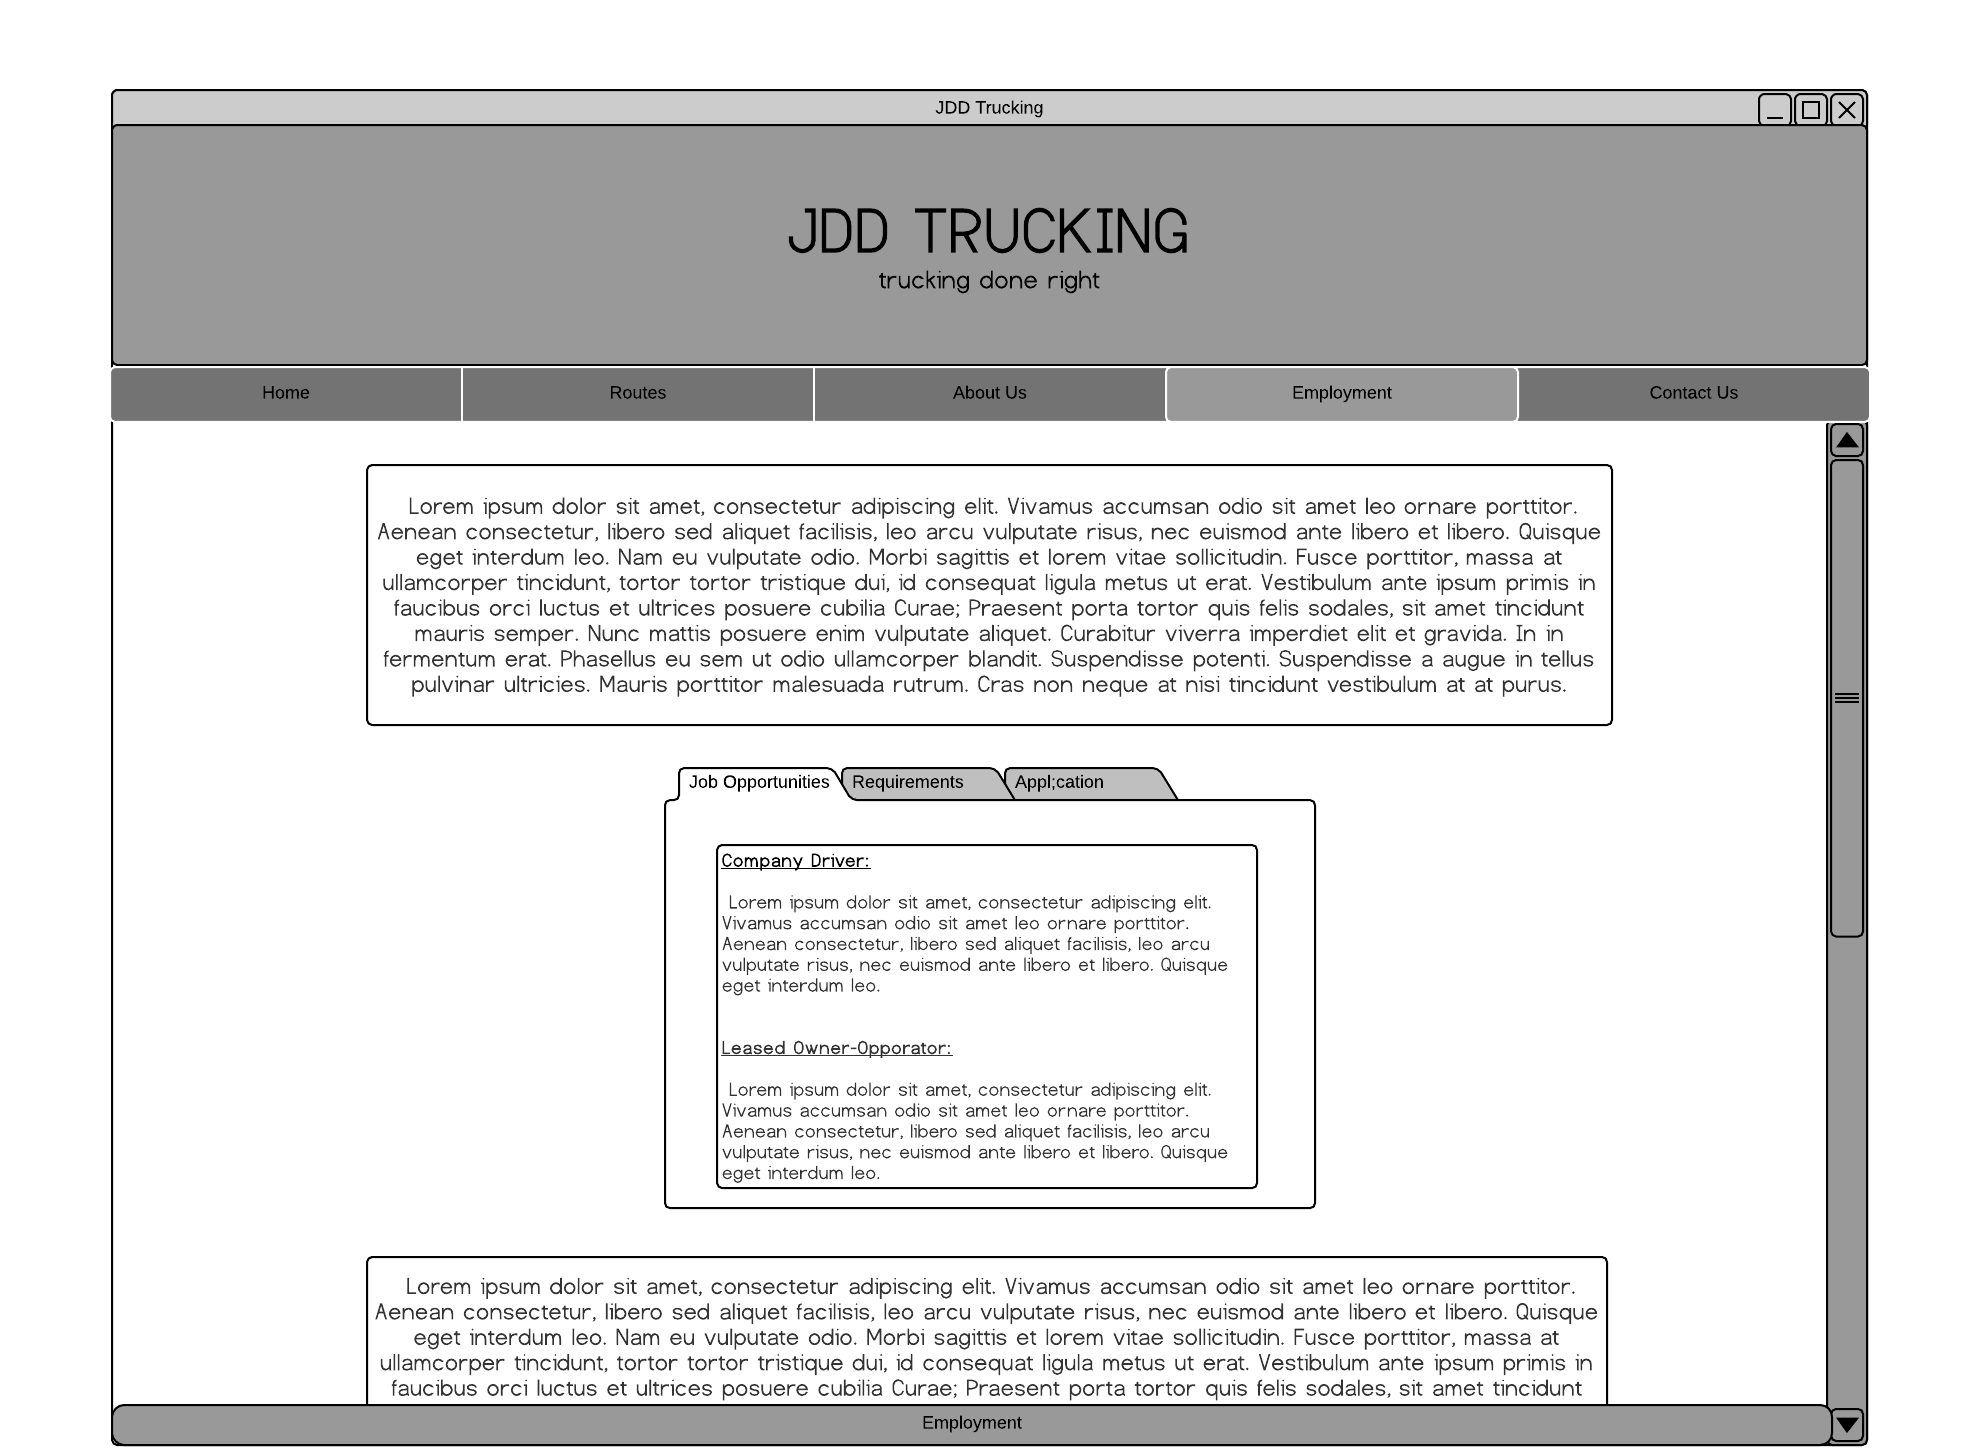 JDD Trucking
JDD TRUCKING
trucking done right
Home
Routes
About Us
Employment
Contact Us
Lorem ipsum dolor sit amet, consectetur adipiscing elit. Vivamus accumsan odio sit amet leo ornare porttitor.
Aenean consectetur, libero sed aliquet facilisis, leo arcu vulputate risus, nec euismod ante libero et libero. Quisque
eget interdum leo. Nam eu vulputate odio. Morbi sagittis et lorem vitae sollicitudin. Fusce porttitor, massa at
ullamcorper tincidunt, tortor tortor tristique dui, id consequat ligula metus ut erat. Vestibulum ante ipsum primis in
faucibus orci luctus et ultrices posuere cubilia Curae; Praesent porta tortor quis felis sodales, sit amet tincidunt
mauris semper. Nunc mattis posuere enim vulputate aliquet. Curabitur viverra imperdiet elit et gravida. In in
fermentum erat. Phasellus eu sem ut odio ullamcorper blandit. Suspendisse potenti. Suspendisse a augue in tellus
pulvinar ultricies. Mauris porttitor malesuada rutrum. Cras non neque at nisi tincidunt vestibulum at at purus.
Job Opportunities
Requirements
Appl;cation
Company Driver:
Lorem ipsum dolor sit amet, consectetur adipiscing elit.
Vivamus accumsan odio sit amet leo ornare porttitor.
Aenean consectetur, libero sed aliquet facilisis, leo arcu
vulputate risus, nec euismod ante libero et libero. Quisque
eget interdum leo.
Leased Owner-Opporator:
Lorem ipsum dolor sit amet, consectetur adipiscing elit.
Vivamus accumsan odio sit amet leo ornare porttitor.
Aenean consectetur, libero sed aliquet facilisis, leo arcu
vulputate risus, nec euismod ante libero et libero. Quisque
eget interdum leo.
Lorem ipsum dolor sit amet, consectetur adipiscing elit. Vivamus accumsan odio sit amet leo ornare porttitor.
Aenean consectetur, libero sed aliquet facilisis, leo arcu vulputate risus, nec euismod ante libero et libero. Quisque
eget interdum leo. Nam eu vulputate odio. Morbi sagittis et lorem vitae sollicitudin. Fusce porttitor, massa at
ullamcorper tincidunt, tortor tortor tristique dui, id consequat ligula metus ut erat. Vestibulum ante ipsum primis in
faucibus orci luctus et ultrices posuere cubilia Curae; Praesent porta tortor quis felis sodales, sit amet tincidunt
Employment